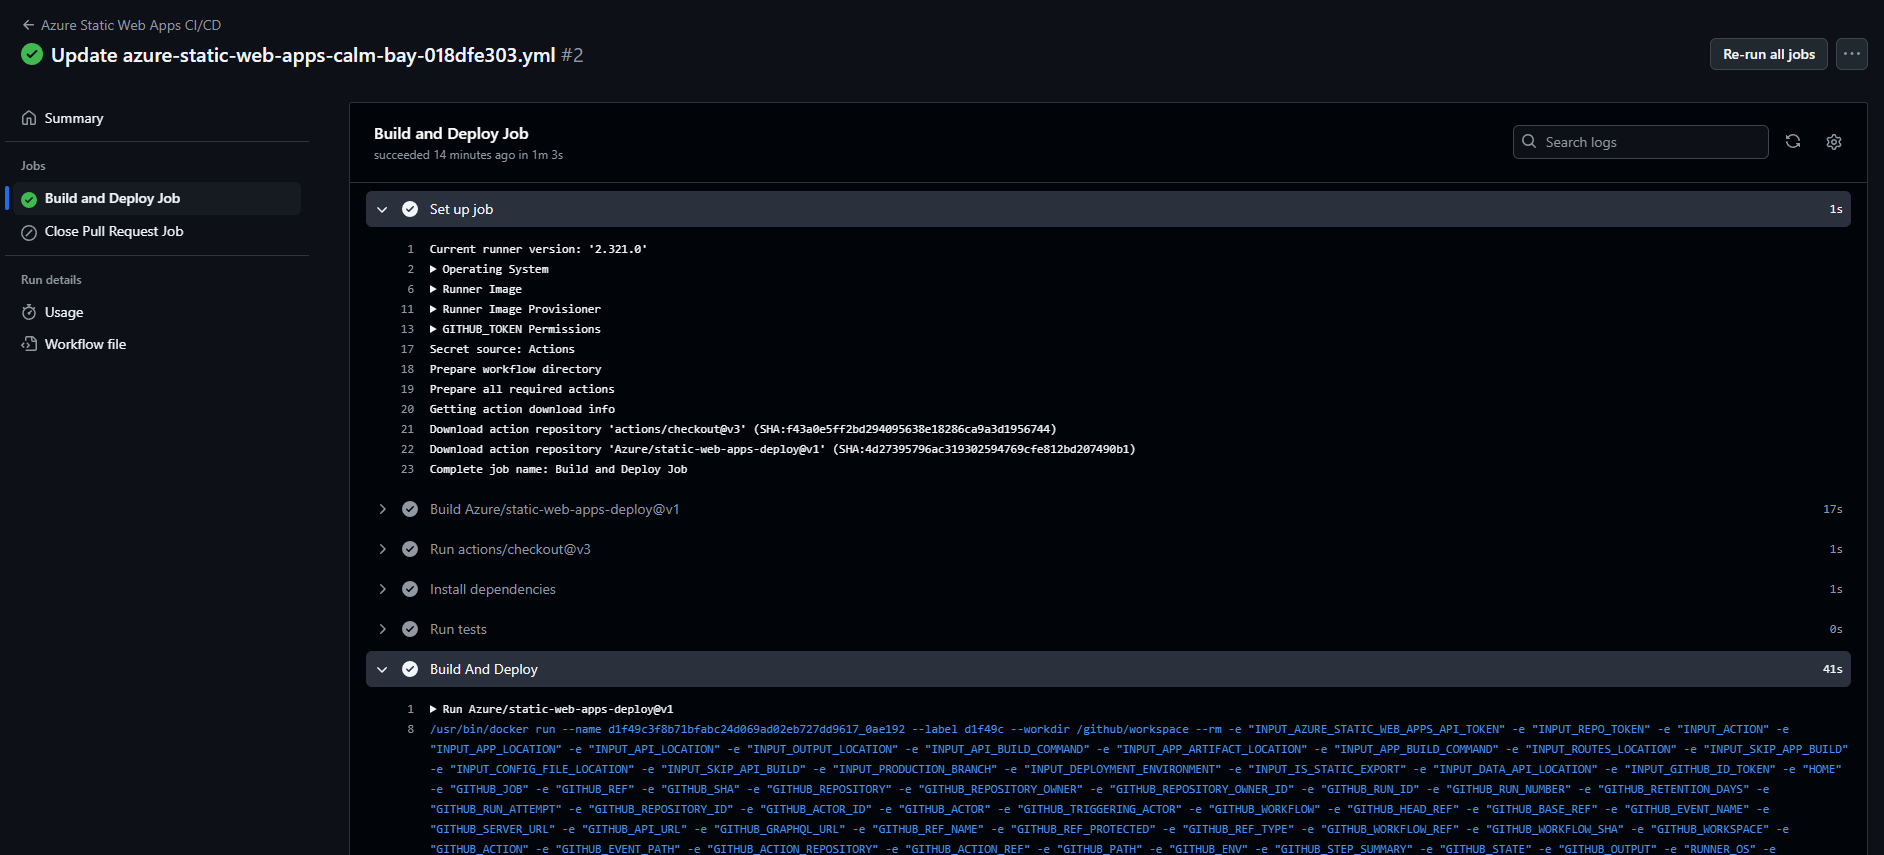 ← Azure Static Web Apps CI/CD
Update azure-static-web-apps-calm-bay-018dfe303.yml #2
Re-run all jobs
...
Summary
Jobs
Build and Deploy Job
Close Pull Request Job
Run details
Usage
Workflow file
Build and Deploy Job
succeeded 14 minutes ago in 1m 3s
Search logs
Set up job 1s
1 Current runner version: '2.321.0'
2 ▶ Operating System
6 ▶ Runner Image
11 ▶ Runner Image Provisioner
13 ▶ GITHUB_TOKEN Permissions
17 Secret source: Actions
18 Prepare workflow directory
19 Prepare all required actions
20 Getting action download info
21 Download action repository 'actions/checkout@v3' (SHA:f43a0e5ff2bd294095638e18286ca9a3d1956744)
22 Download action repository 'Azure/static-web-apps-deploy@v1' (SHA:4d27395796ac319302594769cfe812bd207490b1)
23 Complete job name: Build and Deploy Job
Build Azure/static-web-apps-deploy@v1 17s
Run actions/checkout@v3 1s
Install dependencies 1s
Run tests 0s
Build And Deploy 41s
1 ▶ Run Azure/static-web-apps-deploy@v1
8 /usr/bin/docker run --name d1f49c3f8b71bfabc24d069ad02eb727dd9617_0ae192 --label d1f49c --workdir /github/workspace --rm -e "INPUT_AZURE_STATIC_WEB_APPS_API_TOKEN" -e "INPUT_REPO_TOKEN" -e "INPUT_ACTION" -e
"INPUT_APP_LOCATION" -e "INPUT_API_LOCATION" -e "INPUT_OUTPUT_LOCATION" -e "INPUT_API_BUILD_COMMAND" -e "INPUT_APP_ARTIFACT_LOCATION" -e "INPUT_APP_BUILD_COMMAND" -e "INPUT_ROUTES_LOCATION" -e "INPUT_SKIP_APP_BUILD"
-e "INPUT_CONFIG_FILE_LOCATION" -e "INPUT_SKIP_API_BUILD" -e "INPUT_PRODUCTION_BRANCH" -e "INPUT_DEPLOYMENT_ENVIRONMENT" -e "INPUT_IS_STATIC_EXPORT" -e "INPUT_DATA_API_LOCATION" -e "INPUT_GITHUB_ID_TOKEN" -e "HOME"
-e "GITHUB_JOB" -e "GITHUB_REF" -e "GITHUB_SHA" -e "GITHUB_REPOSITORY" -e "GITHUB_REPOSITORY_OWNER" -e "GITHUB_REPOSITORY_OWNER_ID" -e "GITHUB_RUN_ID" -e "GITHUB_RUN_NUMBER" -e "GITHUB_RETENTION_DAYS" -e
"GITHUB_RUN_ATTEMPT" -e "GITHUB_REPOSITORY_ID" -e "GITHUB_ACTOR_ID" -e "GITHUB_ACTOR" -e "GITHUB_TRIGGERING_ACTOR" -e "GITHUB_WORKFLOW" -e "GITHUB_HEAD_REF" -e "GITHUB_BASE_REF" -e "GITHUB_EVENT_NAME" -e
"GITHUB_SERVER_URL" -e "GITHUB_API_URL" -e "GITHUB_GRAPHQL_URL" -e "GITHUB_REF_NAME" -e "GITHUB_REF_PROTECTED" -e "GITHUB_REF_TYPE" -e "GITHUB_WORKFLOW_REF" -e "GITHUB_WORKFLOW_SHA" -e "GITHUB_WORKSPACE" -e
"GITHUB_ACTION" -e "GITHUB_EVENT_PATH" -e "GITHUB_ACTION_REPOSITORY" -e "GITHUB_ACTION_REF" -e "GITHUB_PATH" -e "GITHUB_ENV" -e "GITHUB_STEP_SUMMARY" -e "GITHUB_STATE" -e "GITHUB_OUTPUT" -e "RUNNER_OS" -e